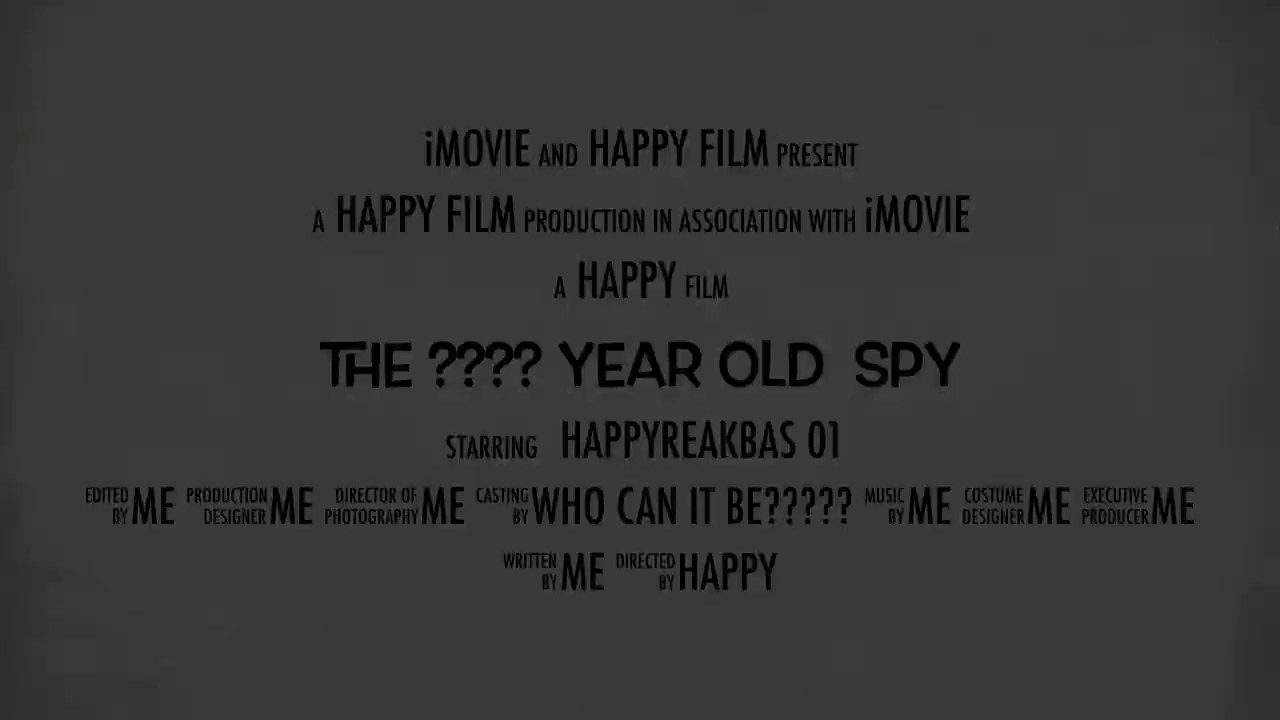 iMOVIE AND HAPPY FILM PRESENT
A HAPPY FILM PRODUCTION IN ASSOCIATION WITH iMOVIE
A HAPPY FILM
THE ???? YEAR OLD SPY
STARRING HAPPYREAKBAS 01
EDITED BY ME PRODUCTION DESIGNER ME DIRECTOR OF PHOTOGRAPHY ME CASTING BY WHO CAN IT BE????? MUSIC BY ME COSTUME DESIGNER ME EXECUTIVE PRODUCER ME
WRITTEN BY ME DIRECTED BY HAPPY